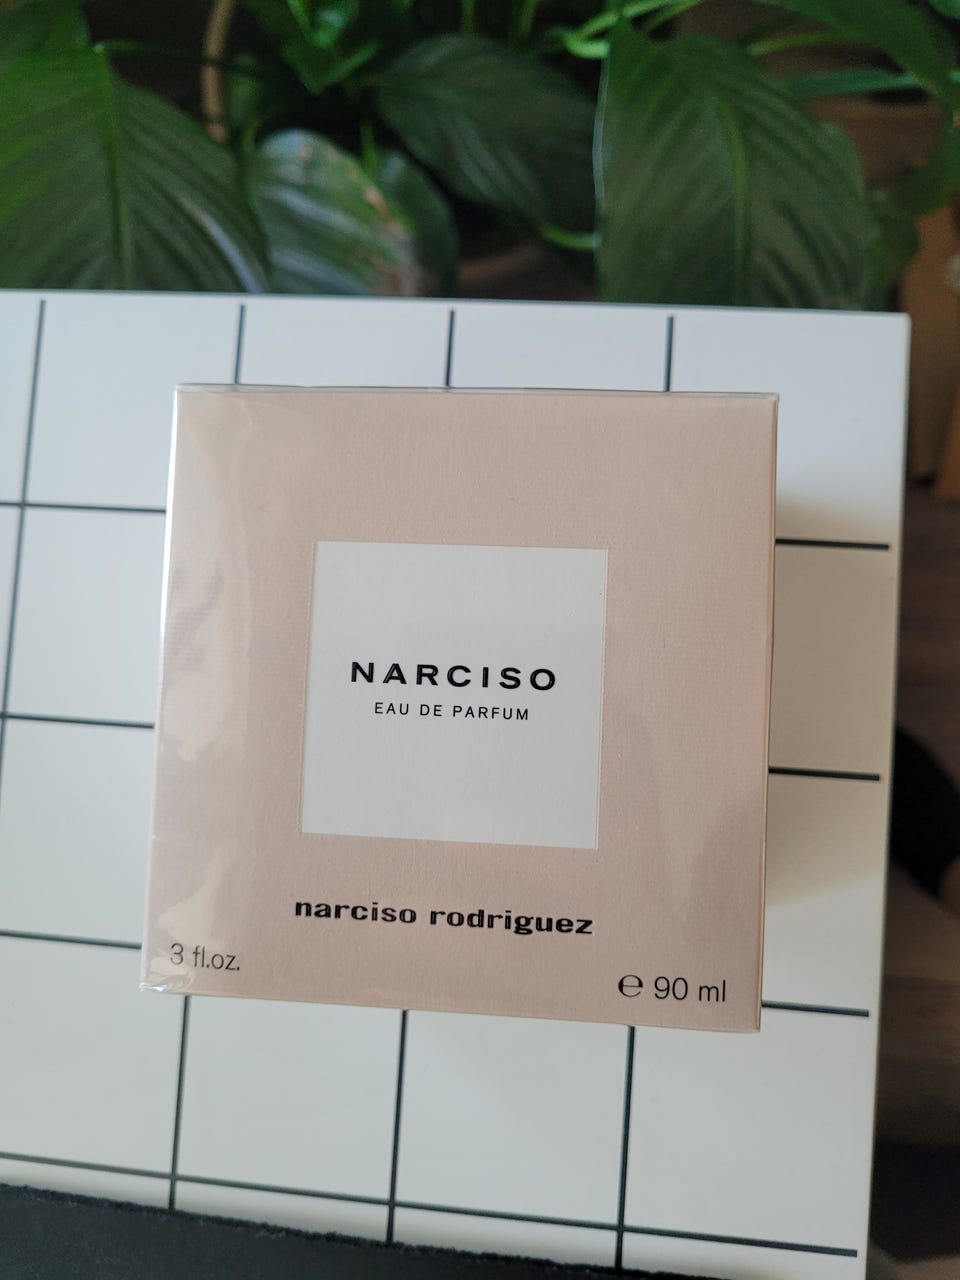 NARCISO
EAU DE PARFUM
narciso rodriguez
3 fl.oz.
℮ 90 ml